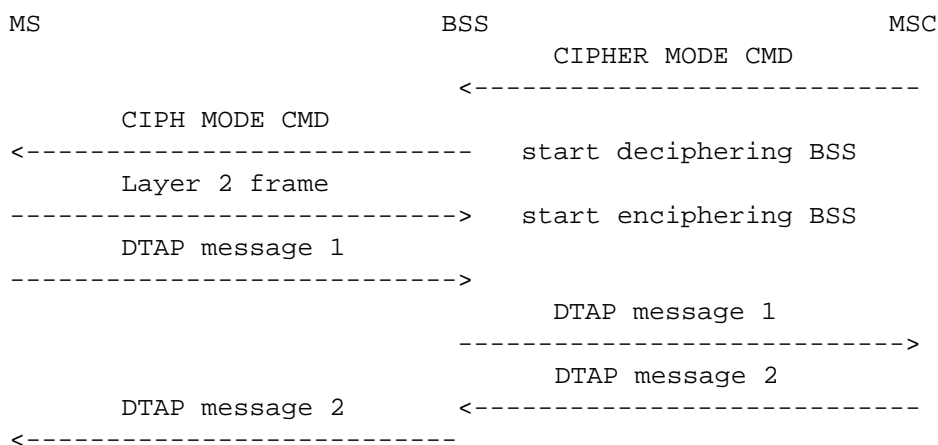 MS BSS MSC
CIPHER MODE CMD
<----------------------------
CIPH MODE CMD
<---------------------------- start deciphering BSS
Layer 2 frame
----------------------------> start enciphering BSS
DTAP message 1
---------------------------->
DTAP message 1
---------------------------->
DTAP message 2
DTAP message 2 <----------------------------
<---------------------------